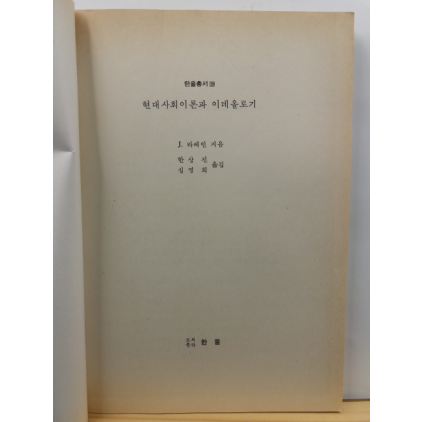 한울총서
현대사회이론과 이데올로기
J. 라레인 지음
한상진
심영희 옮김
도서출판 한울